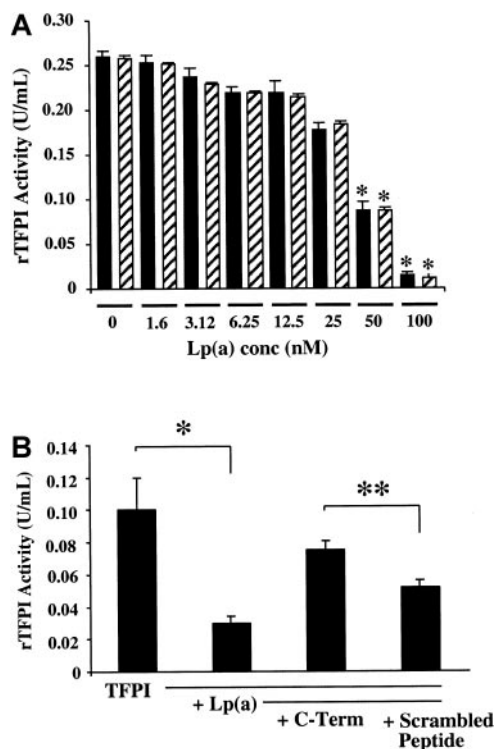 A
rTFPI Activity (U/mL)
0.30
0.25
0.20
0.15
0.10
0.05
0
* *
* *
0 1.6 3.12 6.25 12.5 25 50 100
Lp(a) conc (nM)
B
rTFPI Activity (U/mL)
0.14
0.12
0.10
0.08
0.06
0.04
0.02
0
*
**
TFPI
+ Lp(a)
+ C-Term
+ Scrambled
Peptide